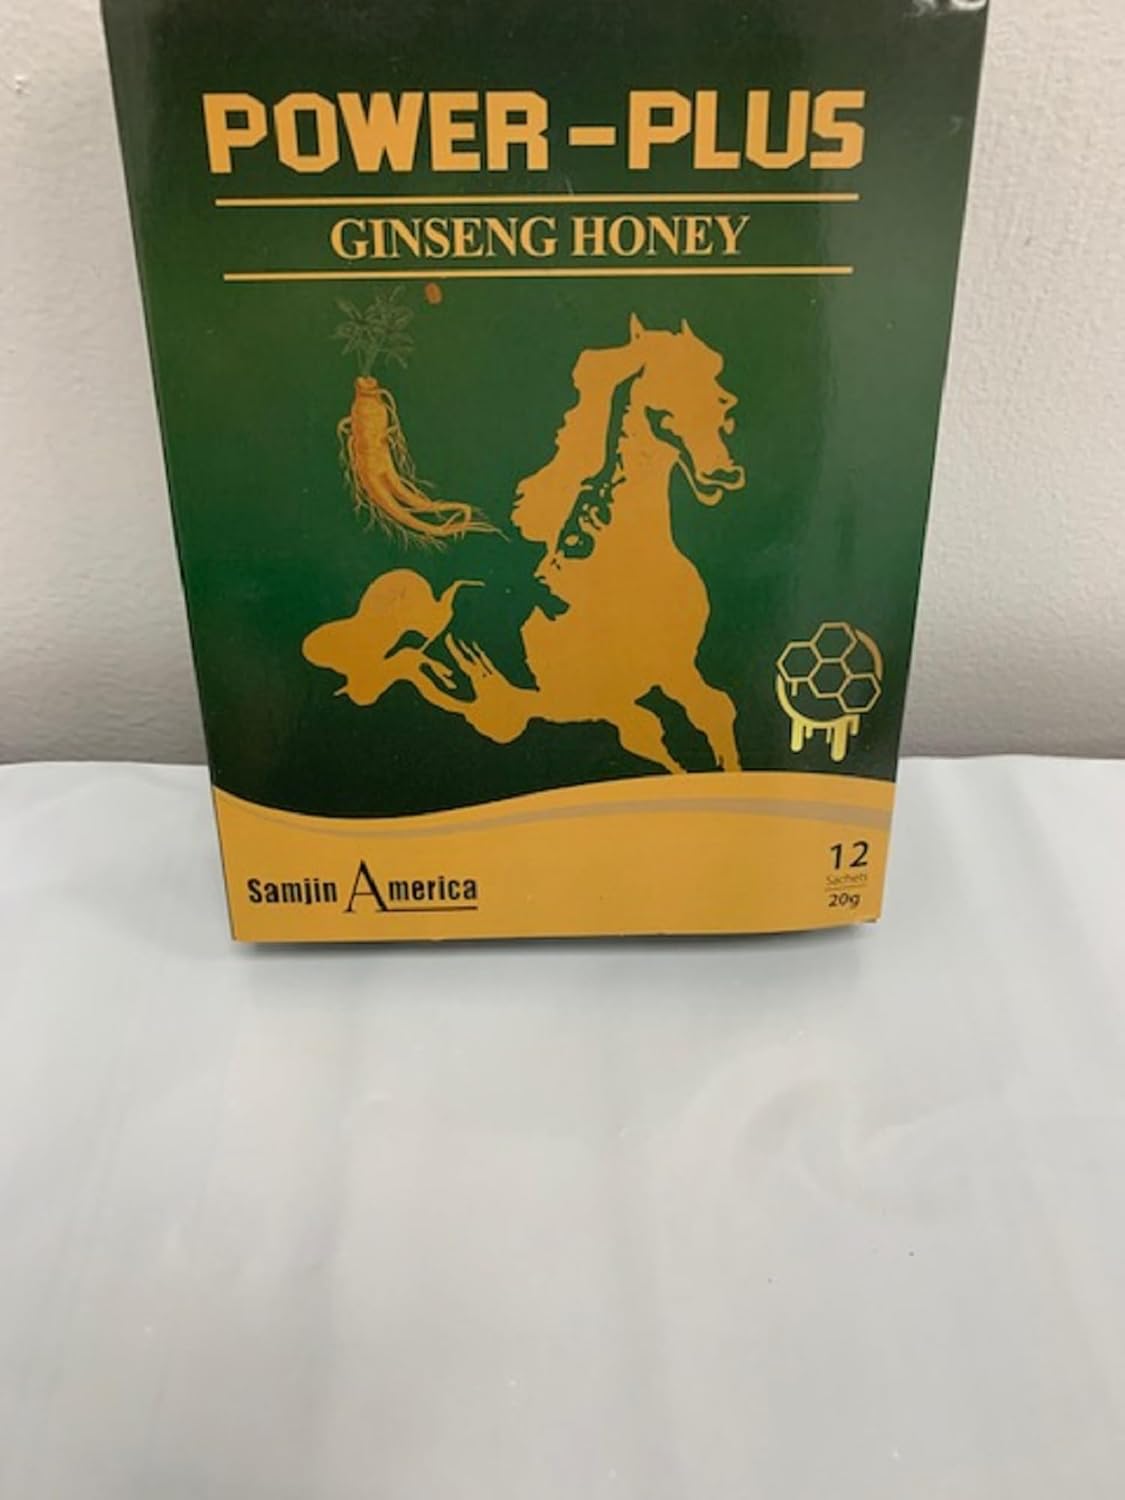 POWER-PLUS
GINSENG HONEY
Samjin America
12
Sachets
20g